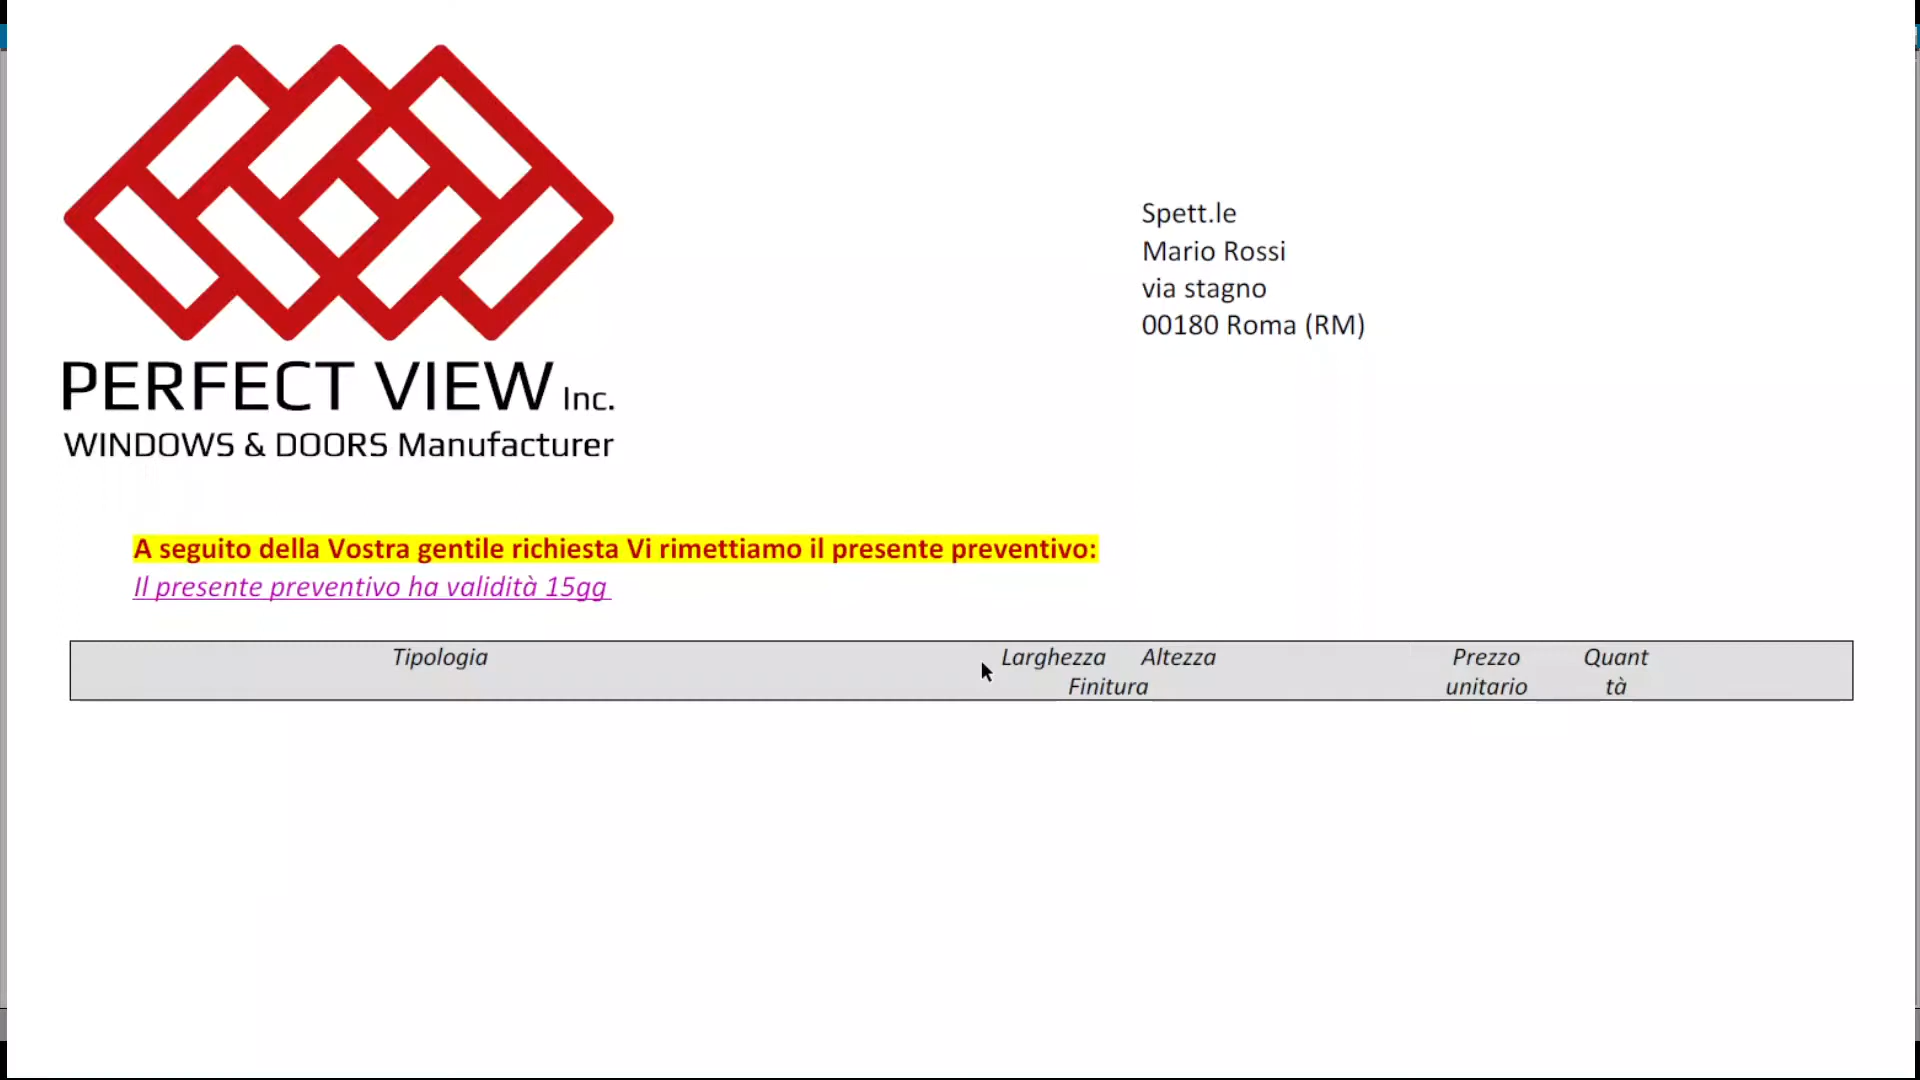 PERFECT VIEW Inc.
WINDOWS & DOORS Manufacturer
Spett.le
Mario Rossi
via stagno
00180 Roma (RM)
A seguito della Vostra gentile richiesta Vi rimettiamo il presente preventivo:
Il presente preventivo ha validità 15gg
Tipologia Larghezza Altezza Prezzo Quant
Finitura unitario tà